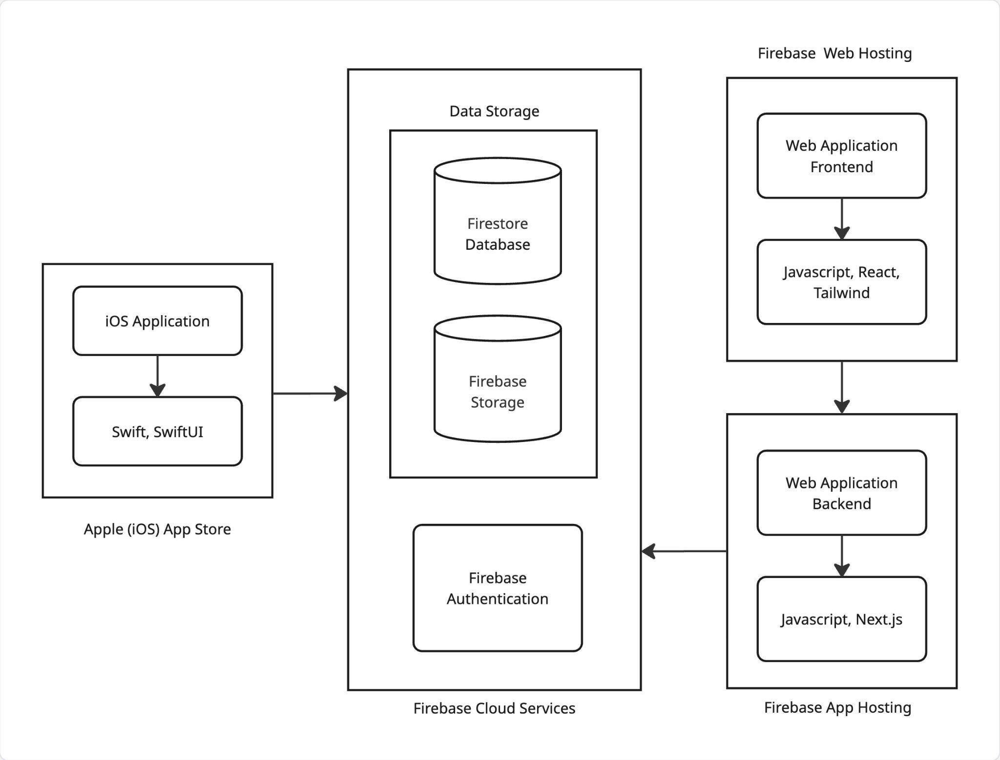 Firebase  Web Hosting
Data Storage
Web Application
Frontend
Firestore
Database
Javascript, React,
Tailwind
iOS Application
Firebase
Storage
Swift, SwiftUI
Web Application
Backend
Apple (iOS) App Store
Firebase
Authentication
Javascript, Next.js
Firebase Cloud Services
Firebase App Hosting